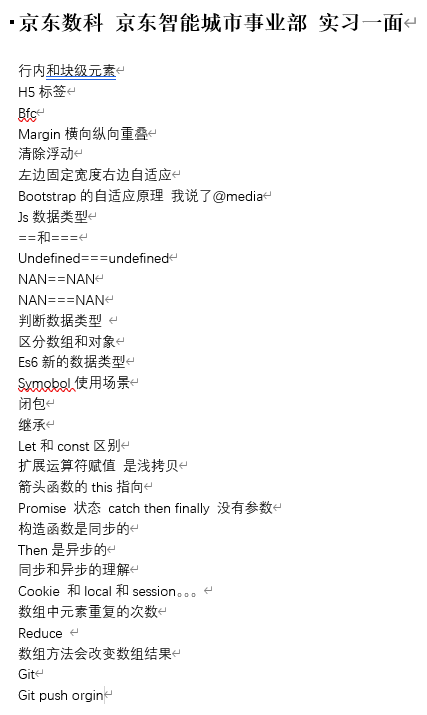 京东数科 京东智能城市事业部 实习一面
行内和块级元素
H5 标签
Bfc
Margin 横向纵向重叠
清除浮动
左边固定宽度右边自适应
Bootstrap 的自适应原理 我说了@media
Js 数据类型
==和===
Undefined===undefined
NAN==NAN
NAN===NAN
判断数据类型
区分数组和对象
Es6 新的数据类型
Symobol 使用场景
闭包
继承
Let 和 const 区别
扩展运算符赋值 是浅拷贝
箭头函数的 this 指向
Promise 状态 catch then finally 没有参数
构造函数是同步的
Then 是异步的
同步和异步的理解
Cookie 和 local 和 session。。。
数组中元素重复的次数
Reduce
数组方法会改变数组结果
Git
Git push orgin